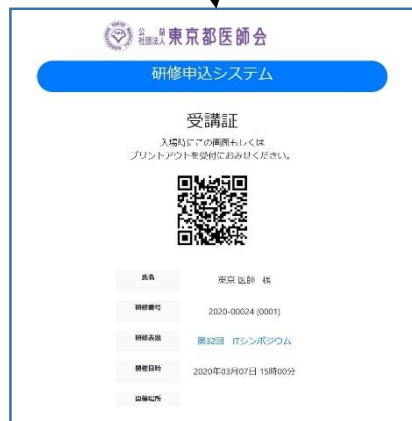 公益社団法人 東京都医師会
研修申込システム
受講証
入場時にこの画面もしくは
プリントアウトを受付におみせください。
氏名 東京 医師 様
研修番号 2020-00024 (0001)
研修表題 第32回 ITシンポジウム
開催日時 2020年03月07日 15時00分
開催場所